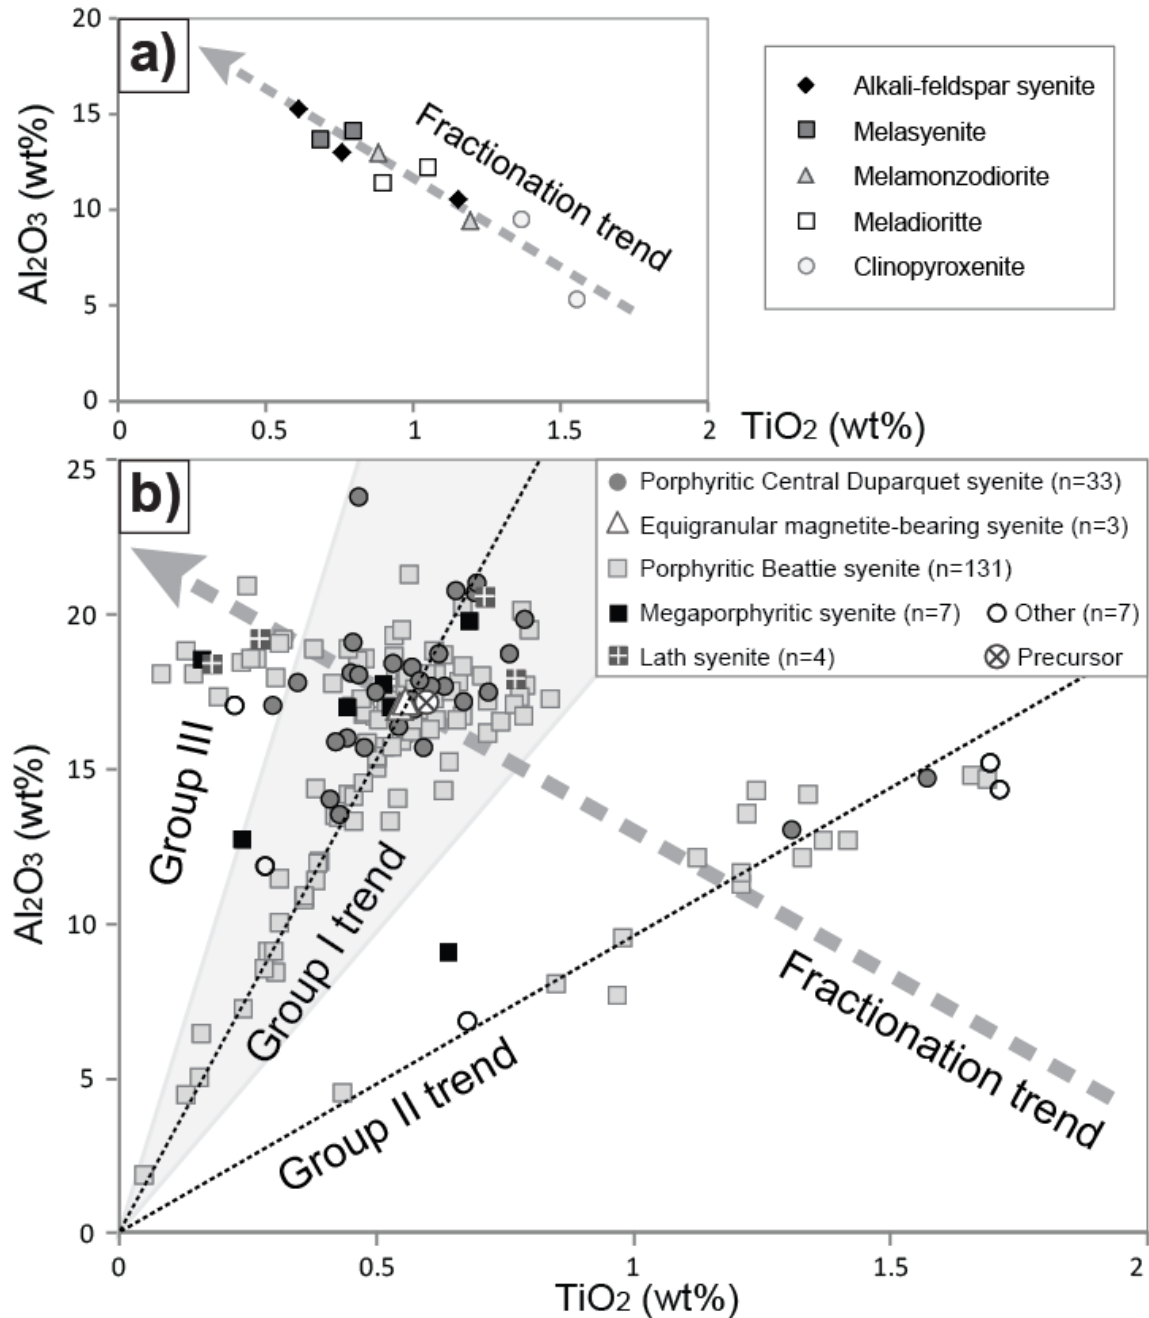 a)
20
15
10
5
0
Al2O3 (wt%)
Fractionation trend
0 0.5 1 1.5 2
TiO2 (wt%)
Alkali-feldspar syenite
Melasyenite
Melamonzodiorite
Meladioritte
Clinopyroxenite
b)
25
20
15
10
5
0
Al2O3 (wt%)
Porphyritic Central Duparquet syenite (n=33)
Equigranular magnetite-bearing syenite (n=3)
Porphyritic Beattie syenite (n=131)
Megaporphyritic syenite (n=7) Other (n=7)
Lath syenite (n=4) Precursor
Group III
Group I trend
Group II trend
Fractionation trend
0 0.5 1 1.5 2
TiO2 (wt%)